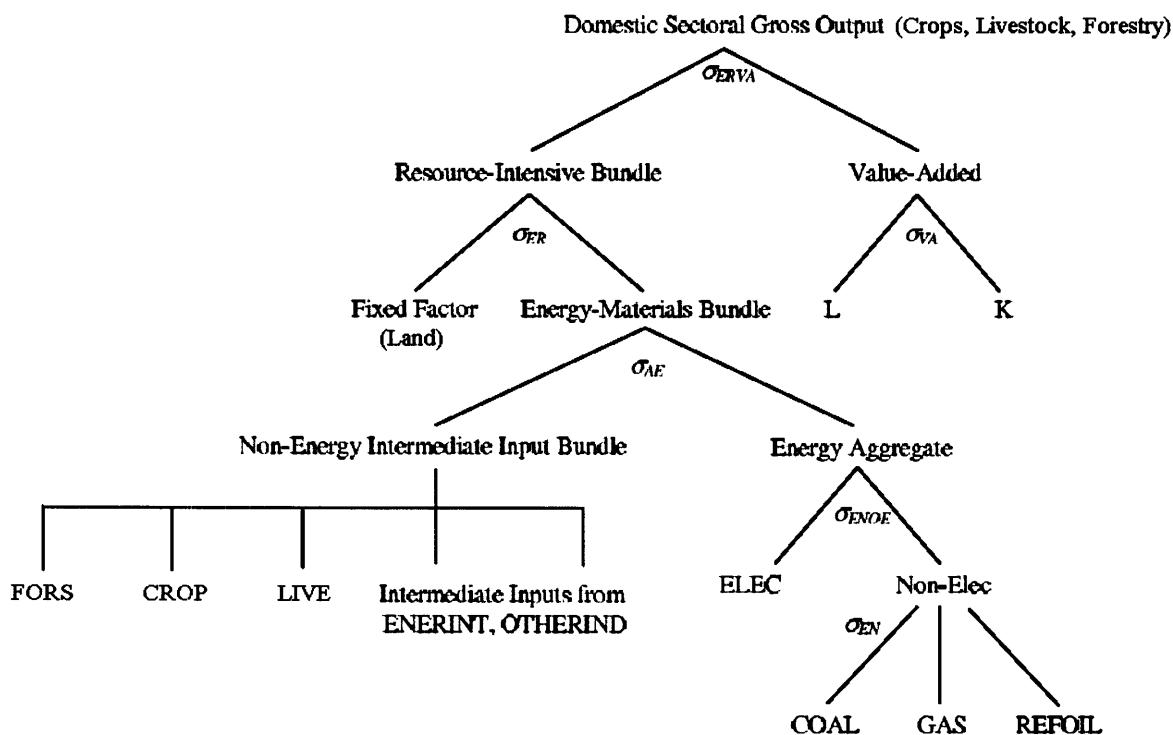 Domestic Sectoral Gross Output (Crops, Livestock, Forestry)
σERVA
Resource-Intensive Bundle
Value-Added
σER
σVA
Fixed Factor
(Land)
Energy-Materials Bundle
L
K
σAE
Non-Energy Intermediate Input Bundle
Energy Aggregate
σENOE
FORS
CROP
LIVE
Intermediate Inputs from
ENERINT, OTHERIND
ELEC
Non-Elec
σEN
COAL
GAS
REFOIL